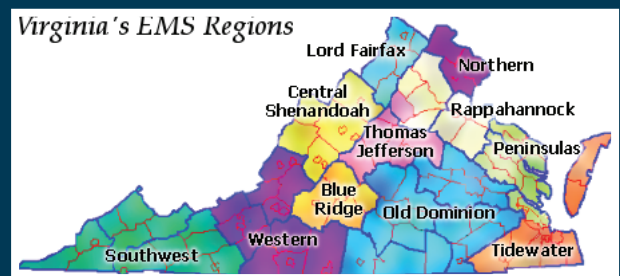 Virginia's EMS Regions
Lord Fairfax
Northern
Central
Shenandoah
Rappahannock
Thomas
Jefferson
Peninsulas
Blue
Ridge
Old Dominion
Western
Southwest
Tidewater